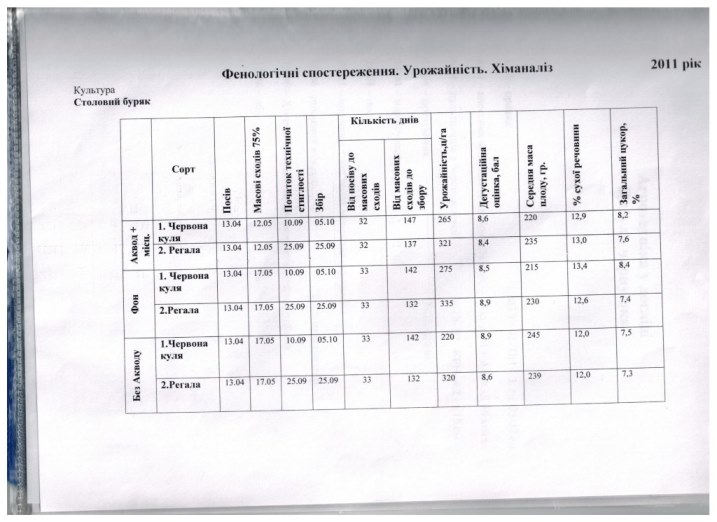 Фенологічні спостереження. Урожайність. Хіманаліз
2011 рік
Культура
Столовий буряк
Сорт
Посів
Масові сходів 75%
Початок технічної стиглості
Збір
Кількість днів
Від посіву до масових сходів
Від масових сходів до збору
Урожайність,ц/га
Дегустаційна оцінка, бал
Середня маса плоду, гр.
% сухої речовини
Загальний цукор, %
Аквод + місц.
1. Червона куля 13.04 12.05 10.09 05.10 32 147 265 8,6 220 12,9 8,2
2. Регала 13.04 12.05 25.09 25.09 32 137 321 8,4 235 13,0 7,6
Фон
1. Червона куля 13.04 17.05 10.09 05.10 33 142 275 8,5 215 13,4 8,4
2.Регала 13.04 17.05 25.09 25.09 33 132 335 8,9 230 12,6 7,4
Без Акводу
1.Червона куля 13.04 17.05 10.09 05.10 33 142 220 8,9 245 12,0 7,5
2.Регала 13.04 17.05 25.09 25.09 33 132 320 8,6 239 12,0 7,3